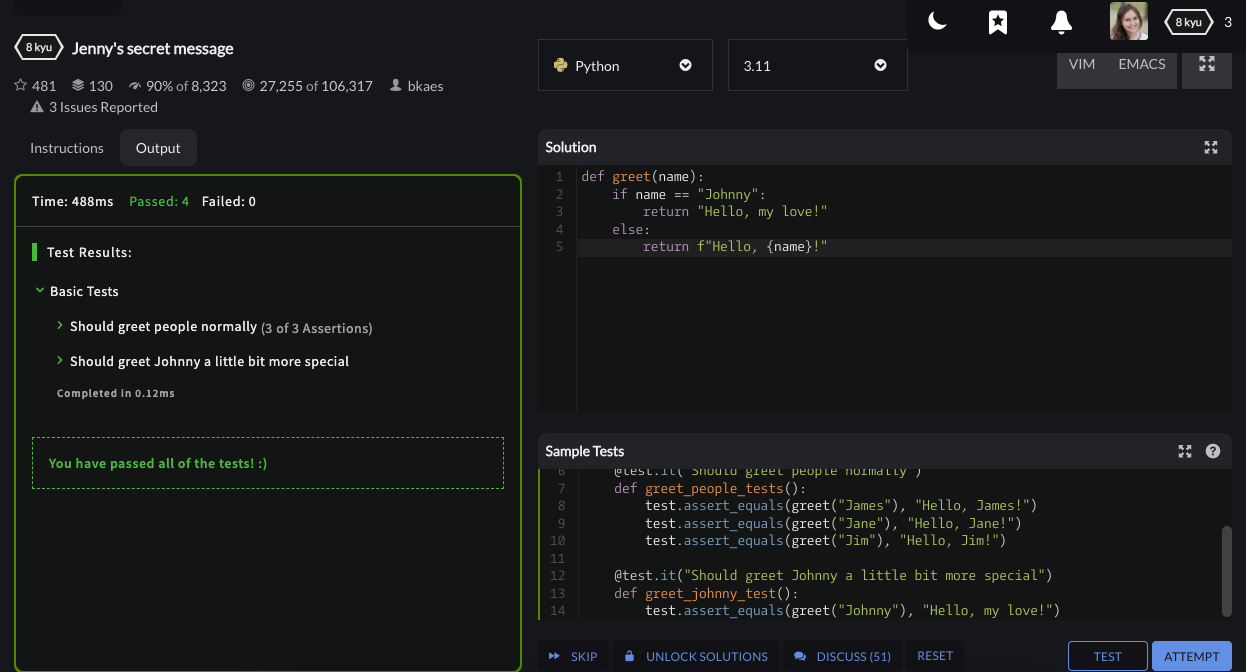 8 kyu Jenny's secret message
481 130 90% of 8,323 27,255 of 106,317 bkaes
3 Issues Reported
Instructions Output
Time: 488ms Passed: 4 Failed: 0
Test Results:
Basic Tests
Should greet people normally (3 of 3 Assertions)
Should greet Johnny a little bit more special
Completed in 0.12ms
You have passed all of the tests! :)
8 kyu 3
Python 3.11 VIM EMACS
Solution
1 def greet(name):
2 if name == "Johnny":
3 return "Hello, my love!"
4 else:
5 return f"Hello, {name}!"
Sample Tests
6 @test.it("Should greet people normally")
7 def greet_people_tests():
8 test.assert_equals(greet("James"), "Hello, James!")
9 test.assert_equals(greet("Jane"), "Hello, Jane!")
10 test.assert_equals(greet("Jim"), "Hello, Jim!")
11
12 @test.it("Should greet Johnny a little bit more special")
13 def greet_johnny_test():
14 test.assert_equals(greet("Johnny"), "Hello, my love!")
SKIP UNLOCK SOLUTIONS DISCUSS (51) RESET TEST ATTEMPT